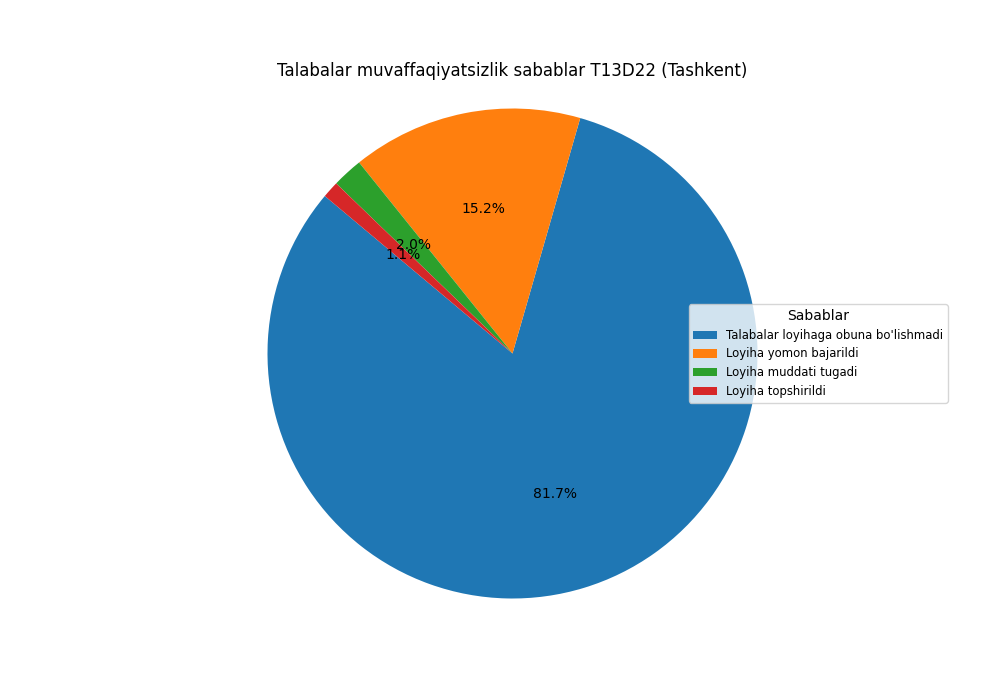 Talabalar muvaffaqiyatsizlik sabablar T13D22 (Tashkent)
15.2%
2.0%
1.1%
Sabablar
Talabalar loyihaga obuna bo'lishmadi
Loyiha yomon bajarildi
Loyiha muddati tugadi
Loyiha topshirildi
81.7%